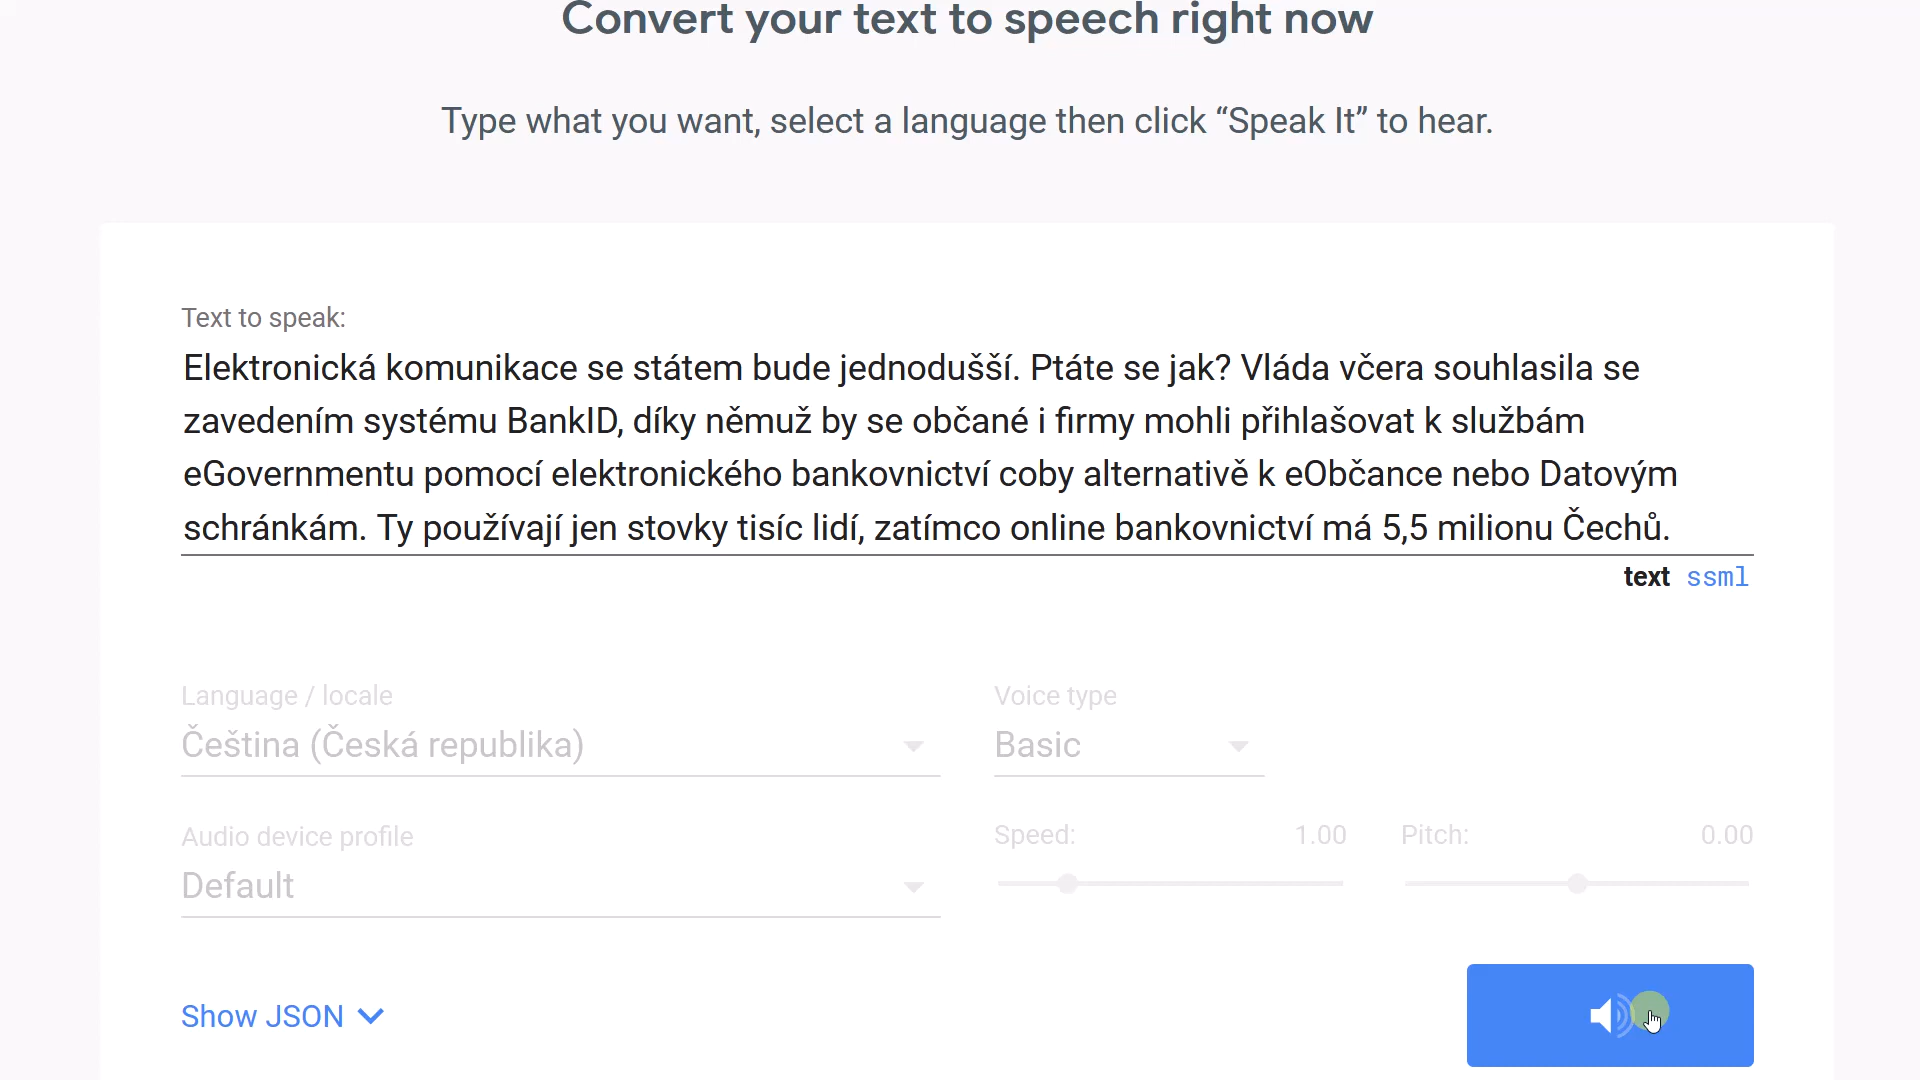 Convert your text to speech right now
Type what you want, select a language then click “Speak It” to hear.
Text to speak:
Elektronická komunikace se státem bude jednodušší. Ptáte se jak? Vláda včera souhlasila se
zavedením systému BankID, díky němuž by se občané i firmy mohli přihlašovat k službám
eGovernmentu pomocí elektronického bankovnictví coby alternativě k eObčance nebo Datovým
schránkám. Ty používají jen stovky tisíc lidí, zatímco online bankovnictví má 5,5 milionu Čechů.
text ssml
Language / locale
Čeština (Česká republika)
Voice type
Basic
Audio device profile
Default
Speed: 1.00
Pitch: 0.00
Show JSON